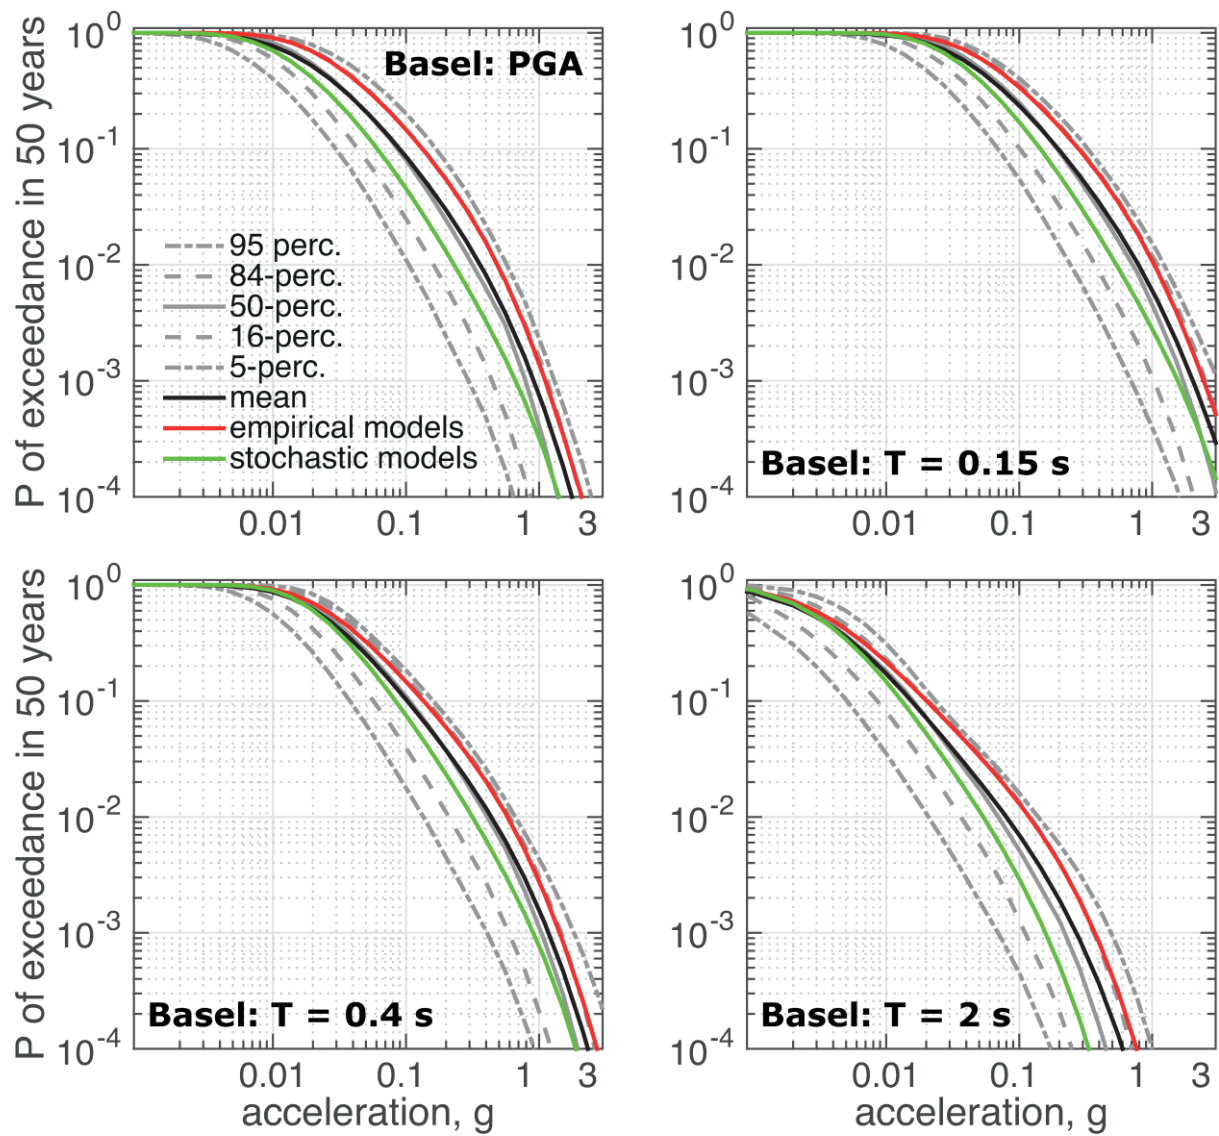 P of exceedance in 50 years
10^0
10^-1
10^-2
10^-3
10^-4
Basel: PGA
95 perc.
84-perc.
50-perc.
16-perc.
5-perc.
mean
empirical models
stochastic models
0.01 0.1 1 3
10^0
10^-1
10^-2
10^-3
10^-4
Basel: T = 0.15 s
0.01 0.1 1 3
P of exceedance in 50 years
10^0
10^-1
10^-2
10^-3
10^-4
Basel: T = 0.4 s
0.01 0.1 1 3
acceleration, g
10^0
10^-1
10^-2
10^-3
10^-4
Basel: T = 2 s
0.01 0.1 1 3
acceleration, g